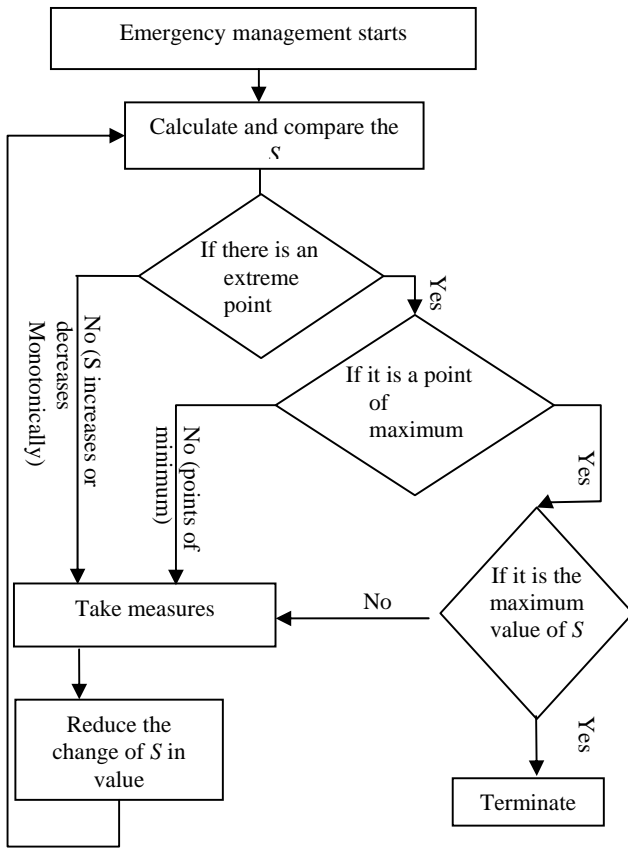 Emergency management starts
Calculate and compare the
S
If there is an
extreme
point
Yes
No (S increases or
decreases
Monotonically)
If it is a point
of
maximum
No (points of
minimum)
Yes
If it is the
maximum
value of S
No
Take measures
Yes
Reduce the
change of S in
value
Terminate